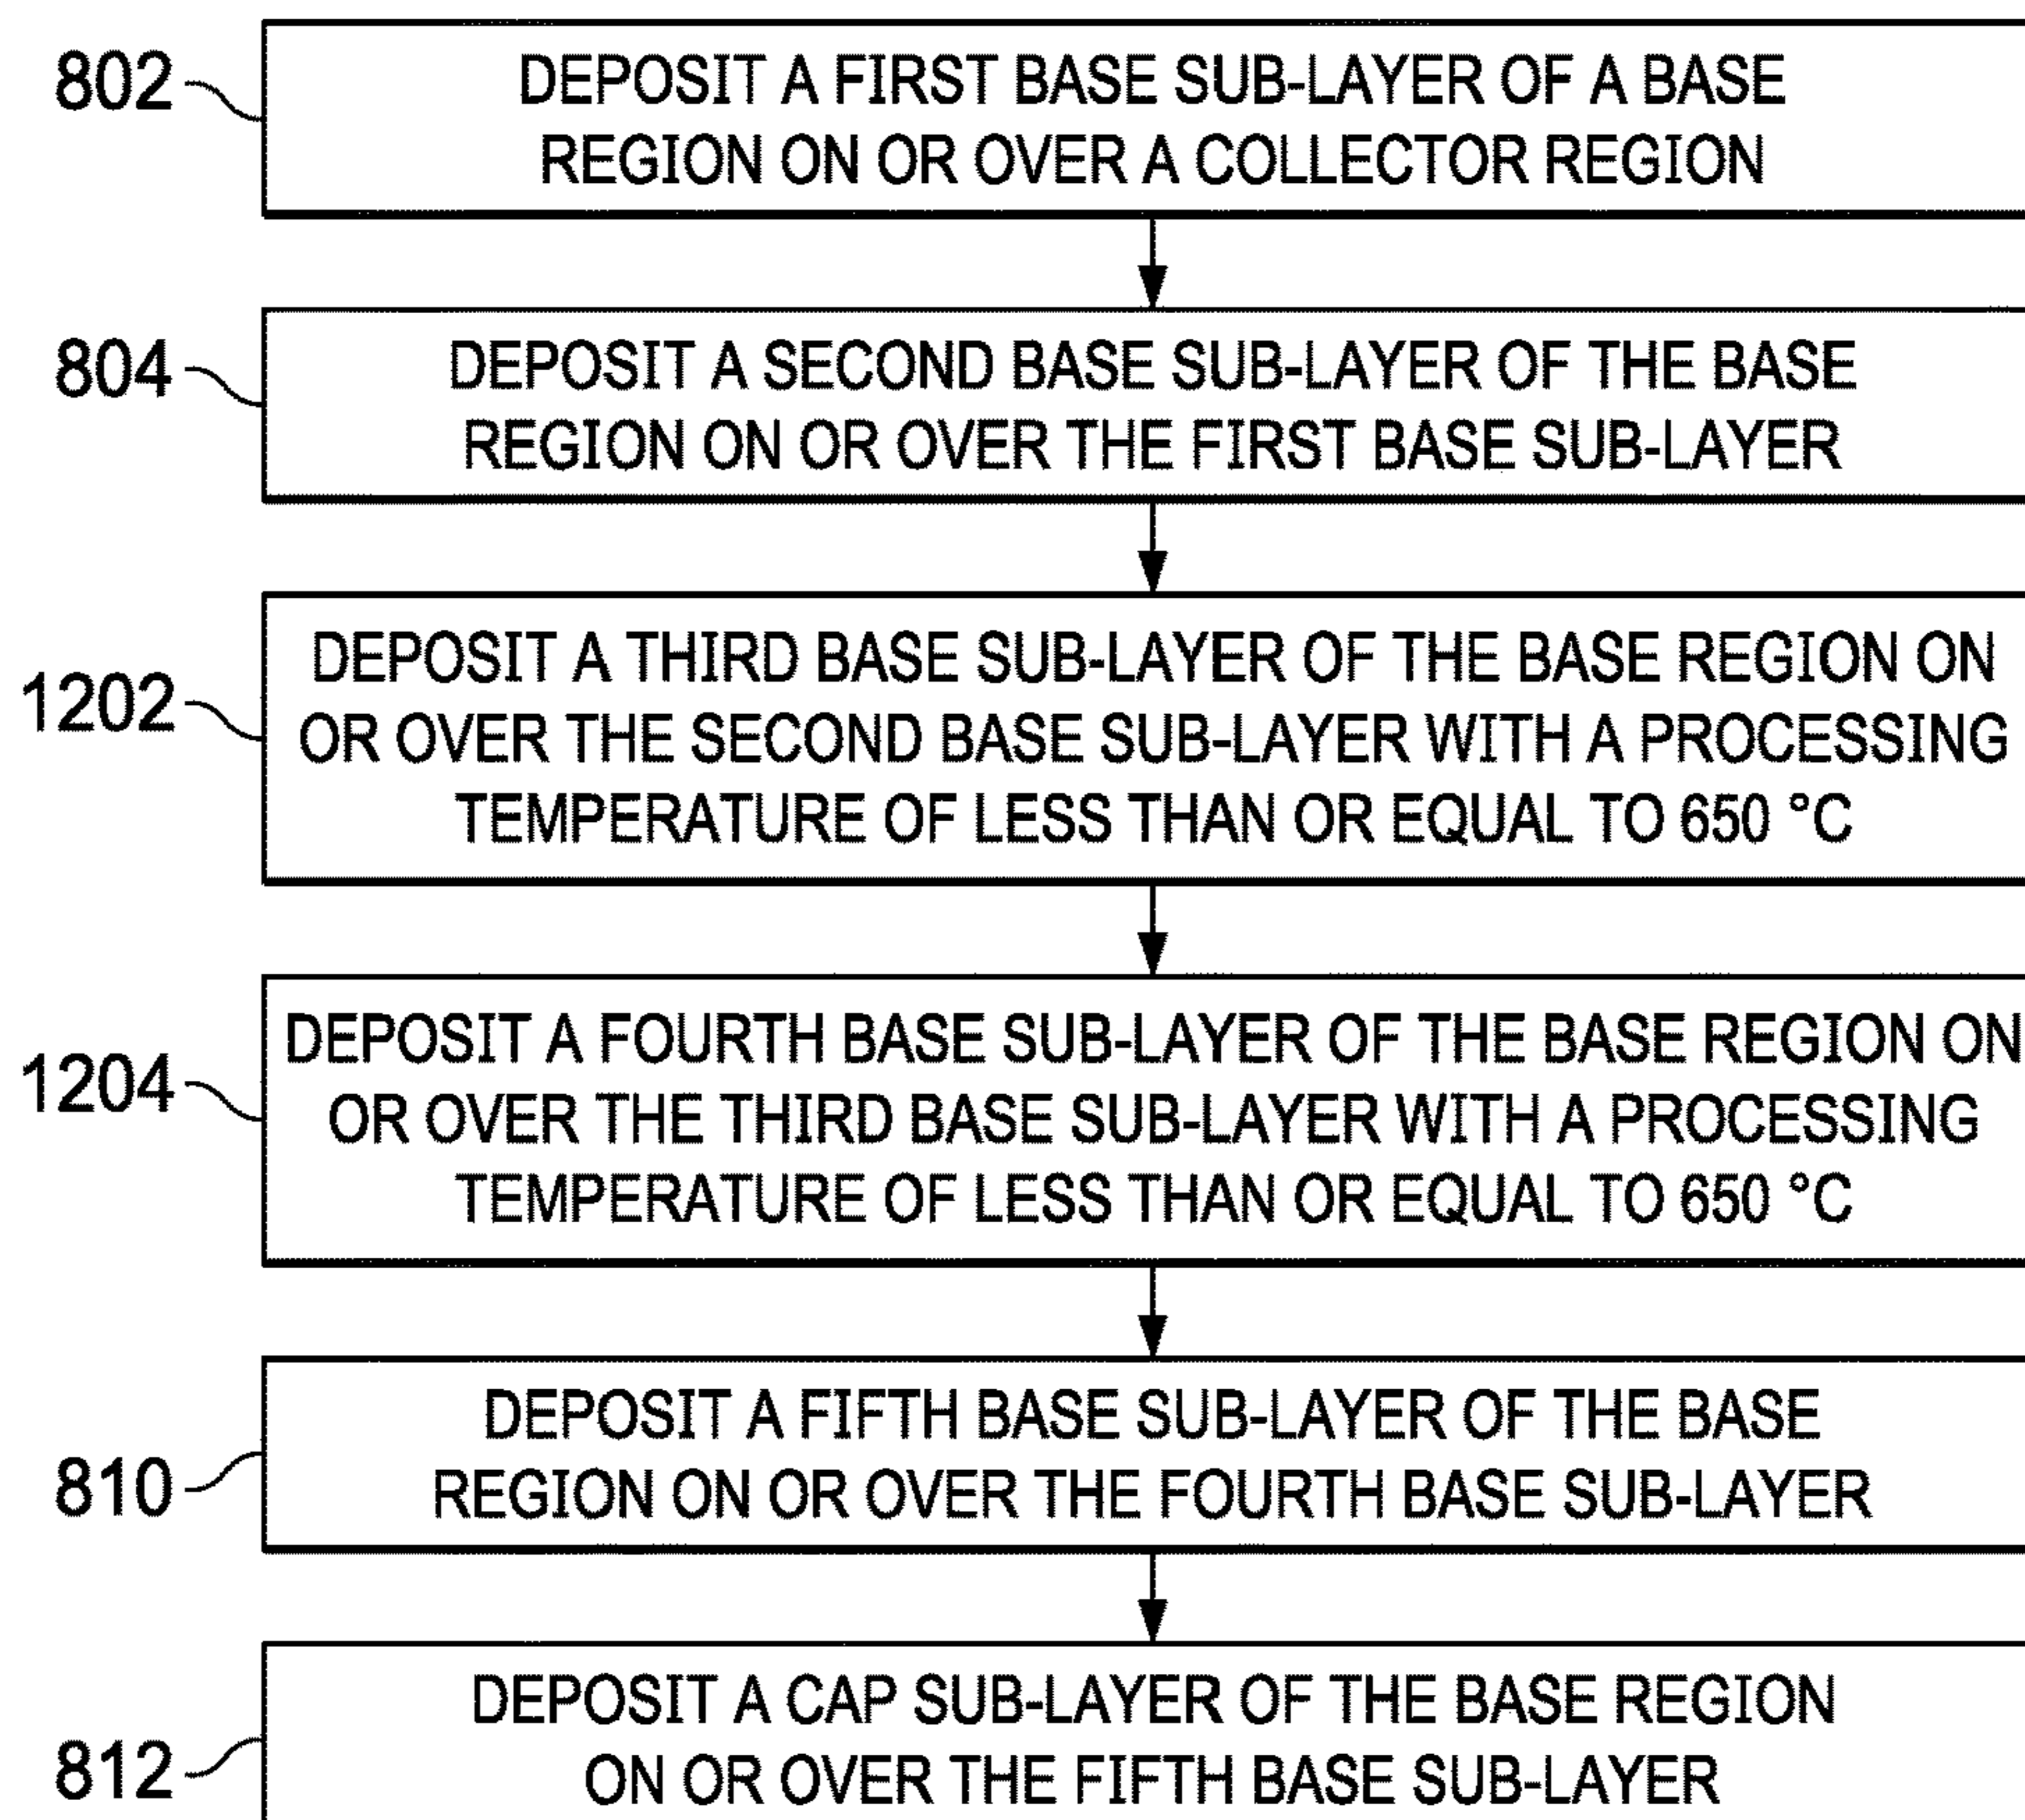 802
DEPOSIT A FIRST BASE SUB-LAYER OF A BASE
REGION ON OR OVER A COLLECTOR REGION
804
DEPOSIT A SECOND BASE SUB-LAYER OF THE BASE
REGION ON OR OVER THE FIRST BASE SUB-LAYER
1202
DEPOSIT A THIRD BASE SUB-LAYER OF THE BASE REGION ON
OR OVER THE SECOND BASE SUB-LAYER WITH A PROCESSING
TEMPERATURE OF LESS THAN OR EQUAL TO 650 °C
1204
DEPOSIT A FOURTH BASE SUB-LAYER OF THE BASE REGION ON
OR OVER THE THIRD BASE SUB-LAYER WITH A PROCESSING
TEMPERATURE OF LESS THAN OR EQUAL TO 650 °C
810
DEPOSIT A FIFTH BASE SUB-LAYER OF THE BASE
REGION ON OR OVER THE FOURTH BASE SUB-LAYER
812
DEPOSIT A CAP SUB-LAYER OF THE BASE REGION
ON OR OVER THE FIFTH BASE SUB-LAYER